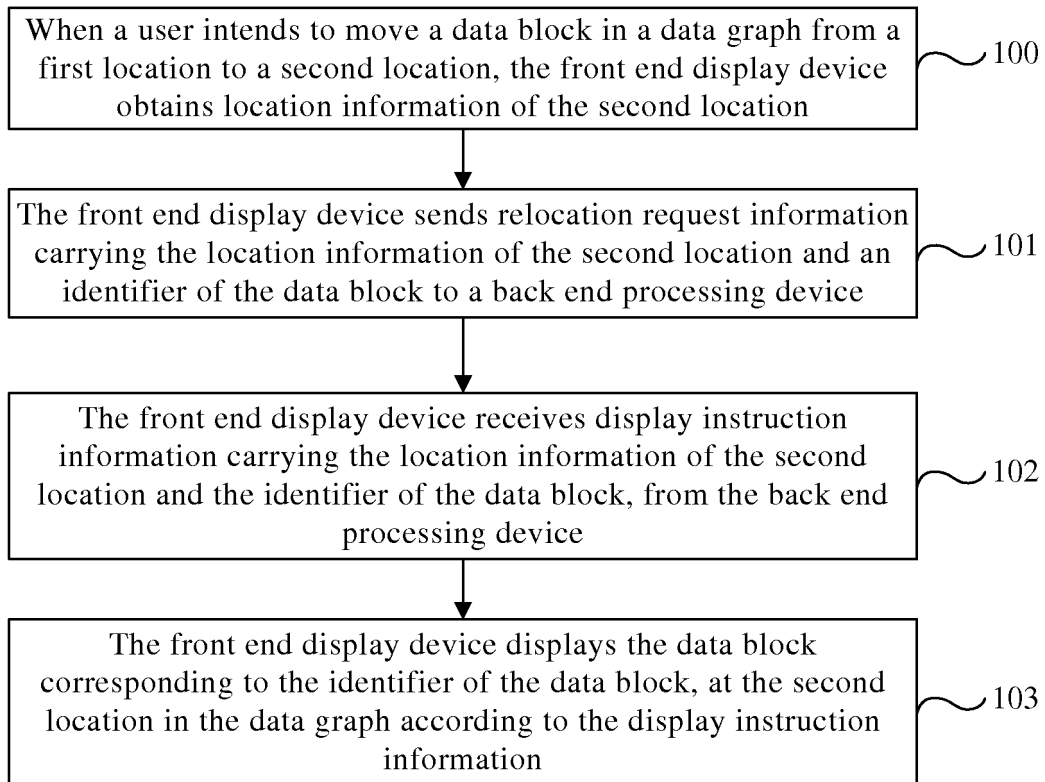 When a user intends to move a data block in a data graph from a
first location to a second location, the front end display device
obtains location information of the second location
100
The front end display device sends relocation request information
carrying the location information of the second location and an
identifier of the data block to a back end processing device
101
The front end display device receives display instruction
information carrying the location information of the second
location and the identifier of the data block, from the back end
processing device
102
The front end display device displays the data block
corresponding to the identifier of the data block, at the second
location in the data graph according to the display instruction
information
103